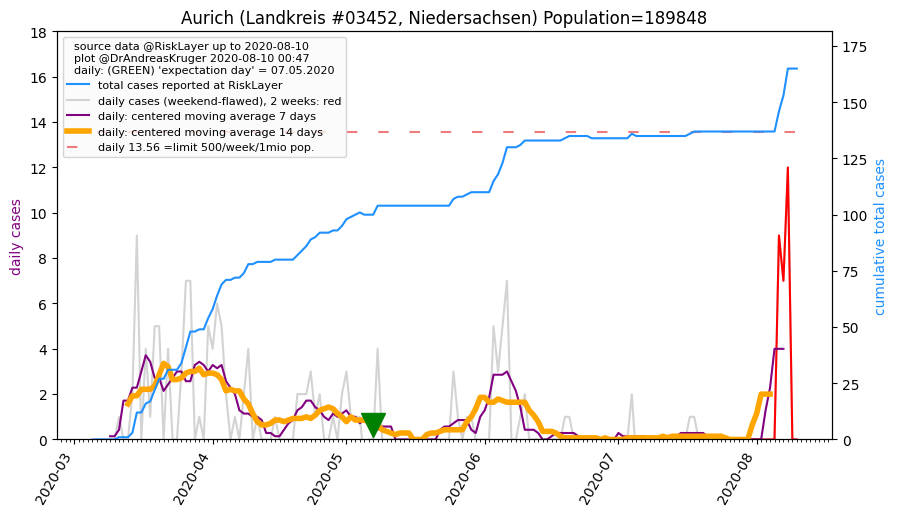 Aurich (Landkreis #03452, Niedersachsen) Population=189848
source data @RiskLayer up to 2020-08-10
plot @DrAndreasKruger 2020-08-10 00:47
daily: (GREEN) 'expectation day' = 07.05.2020
total cases reported at RiskLayer
daily cases (weekend-flawed), 2 weeks: red
daily: centered moving average 7 days
daily: centered moving average 14 days
daily 13.56 =limit 500/week/1mio pop.
daily cases
18
16
14
12
10
8
6
4
2
0
cumulative total cases
175
150
125
100
75
50
25
0
2020-03
2020-04
2020-05
2020-06
2020-07
2020-08